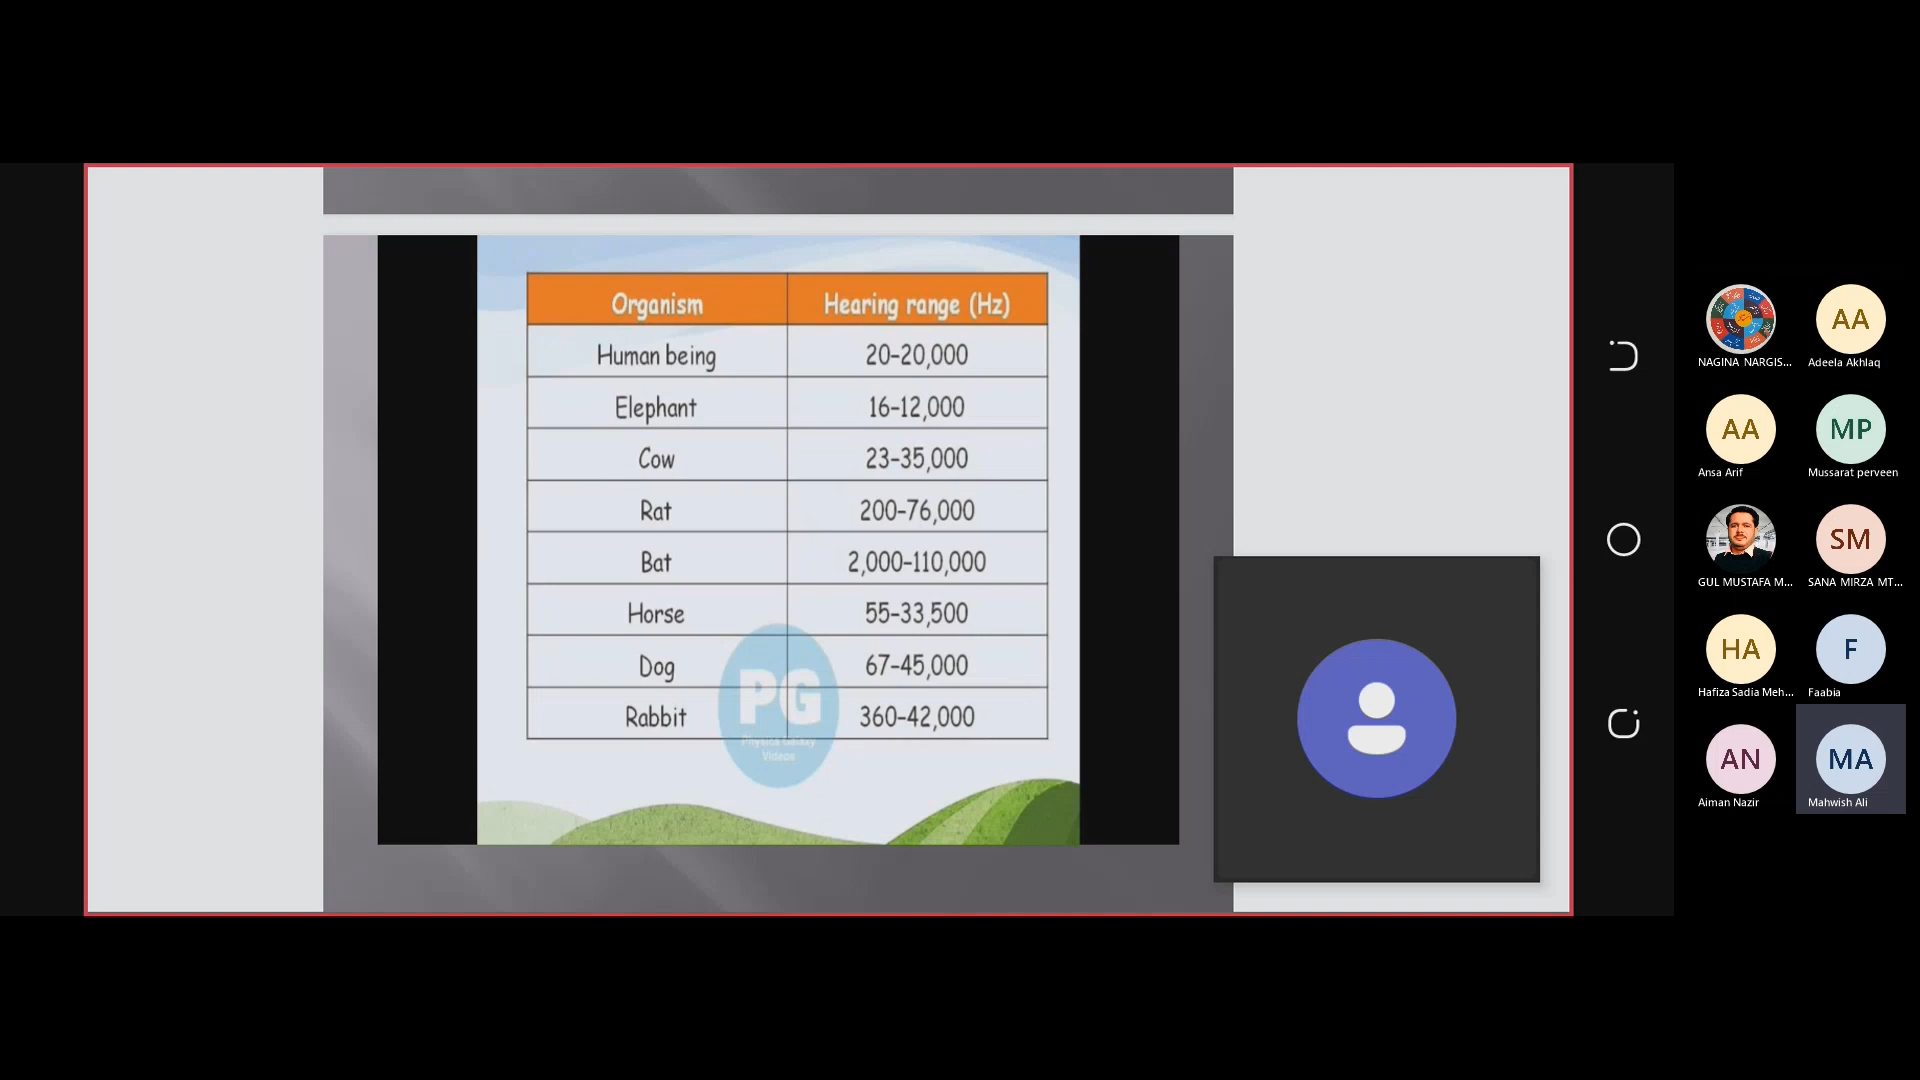 Organism Hearing range (Hz)
Human being 20-20,000
Elephant 16-12,000
Cow 23-35,000
Rat 200-76,000
Bat 2,000-110,000
Horse 55-33,500
Dog 67-45,000
Rabbit 360-42,000
PG
Physics Galaxy
Videos
NAGINA NARGIS...
AA
Adeela Akhlaq
AA
Ansa Arif
MP
Mussarat perveen
GUL MUSTAFA M...
SM
SANA MIRZA MT...
HA
Hafiza Sadia Meh...
F
Faabia
AN
Aiman Nazir
MA
Mahwish Ali